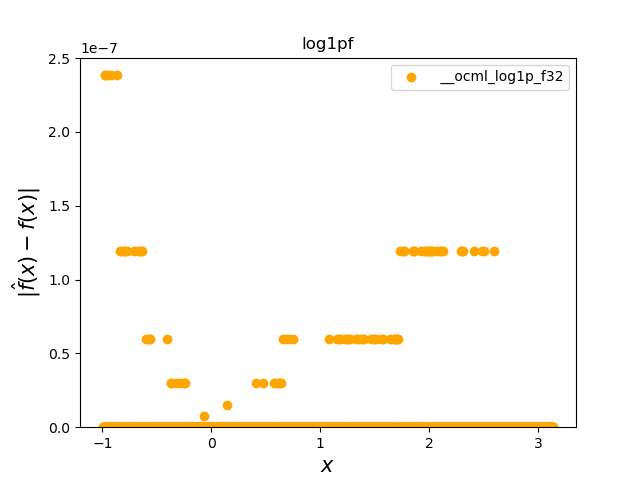 log1pf
1e−7
2.5
2.0
1.5
1.0
0.5
0.0
|f̂(x) − f(x)|
__ocml_log1p_f32
−1
0
1
2
3
x